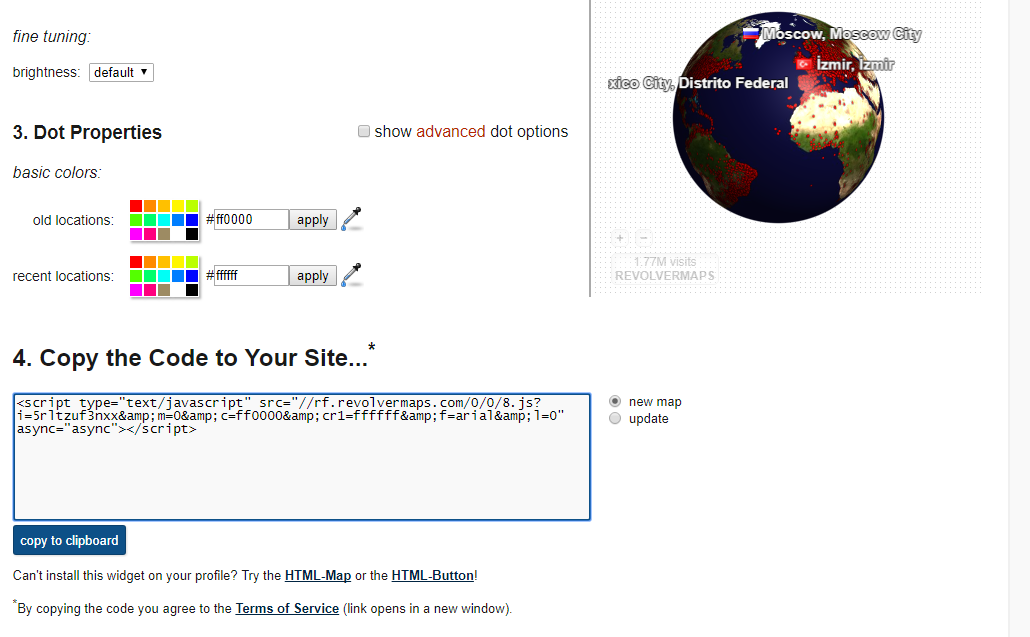 fine tuning:
brightness: default
3. Dot Properties
show advanced dot options
basic colors:
old locations: #ff0000 apply
recent locations: #ffffff apply
Moscow, Moscow City
İzmir, İzmir
xico City, Distrito Federal
+ −
1.77M visits
REVOLVERMAPS
4. Copy the Code to Your Site...*
<script type="text/javascript" src="//rf.revolvermaps.com/0/0/8.js?
i=5rltzuf3nxx&amp;m=0&amp;c=ff0000&amp;cr1=ffffff&amp;f=arial&amp;l=0"
async="async"></script>
new map
update
copy to clipboard
Can't install this widget on your profile? Try the HTML-Map or the HTML-Button!
*By copying the code you agree to the Terms of Service (link opens in a new window).